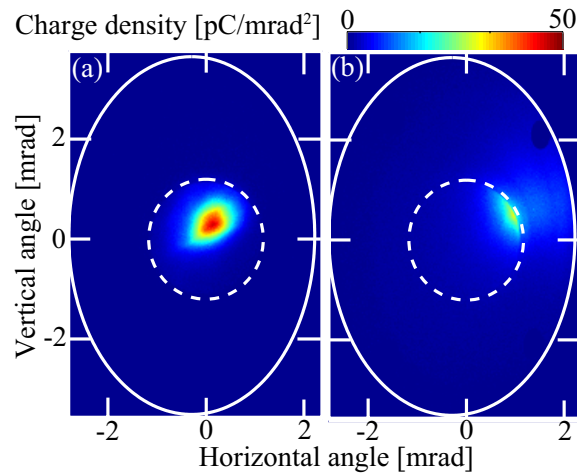 Charge density [pC/mrad²] 0 50
(a) (b)
Vertical angle [mrad]
2
0
-2
-2 0 2 -2 0 2
Horizontal angle [mrad]